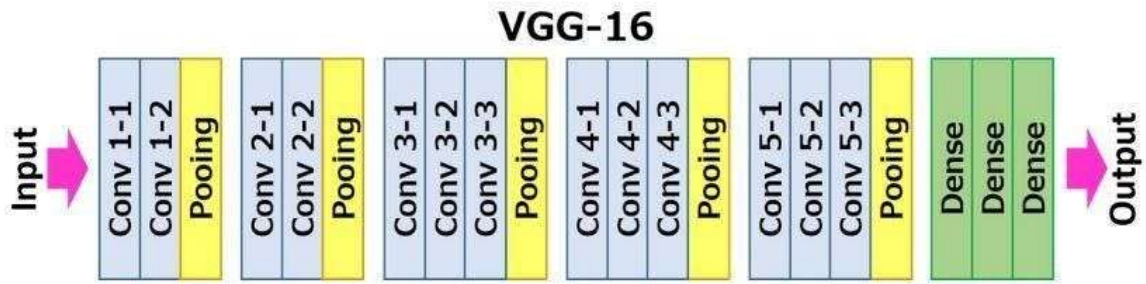 VGG-16
Input
Conv 1-1
Conv 1-2
Pooing
Conv 2-1
Conv 2-2
Pooing
Conv 3-1
Conv 3-2
Conv 3-3
Pooing
Conv 4-1
Conv 4-2
Conv 4-3
Pooing
Conv 5-1
Conv 5-2
Conv 5-3
Pooing
Dense
Dense
Dense
Output